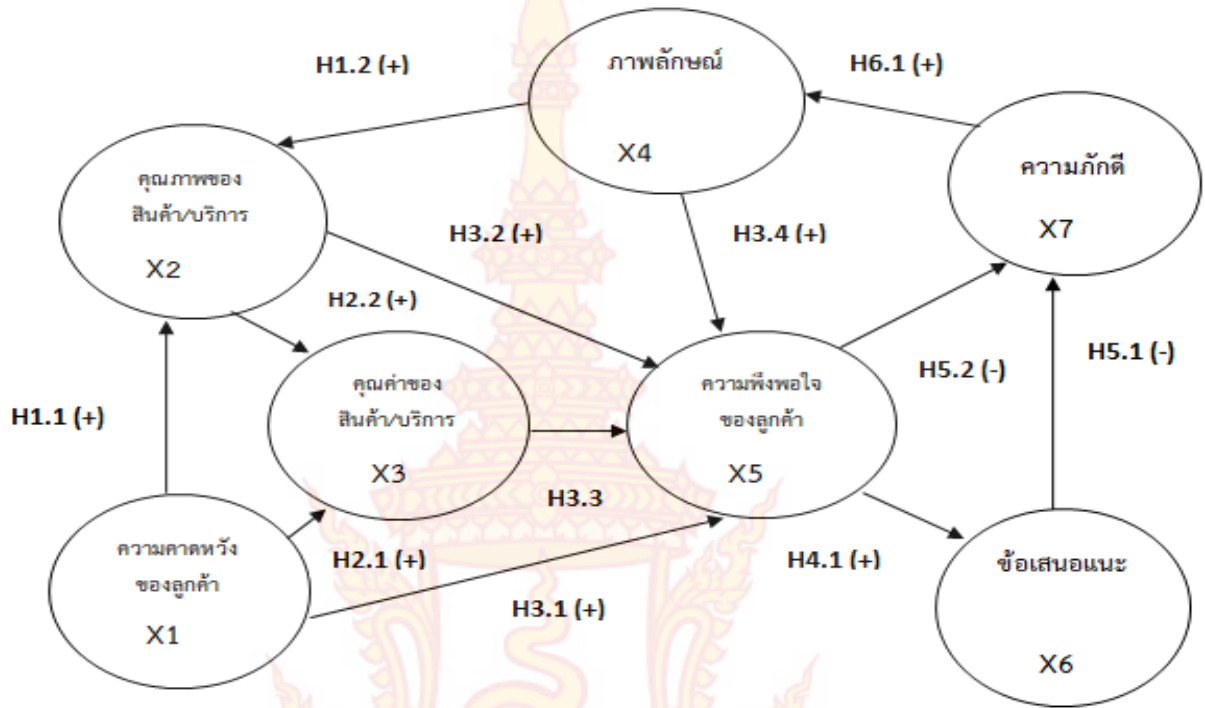 ภาพลักษณ์
X4
H1.2 (+)
H6.1 (+)
คุณภาพของ
สินค้า/บริการ
X2
ความภักดี
X7
H3.2 (+)
H3.4 (+)
H2.2 (+)
H1.1 (+)
คุณค่าของ
สินค้า/บริการ
X3
ความพึงพอใจ
ของลูกค้า
X5
H5.2 (-)
H5.1 (-)
H3.3
ความคาดหวัง
ของลูกค้า
X1
H2.1 (+)
H3.1 (+)
H4.1 (+)
ข้อเสนอแนะ
X6